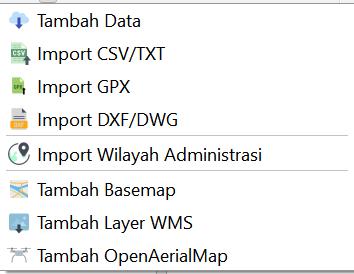 Tambah Data
Import CSV/TXT
Import GPX
Import DXF/DWG
Import Wilayah Administrasi
Tambah Basemap
Tambah Layer WMS
Tambah OpenAerialMap